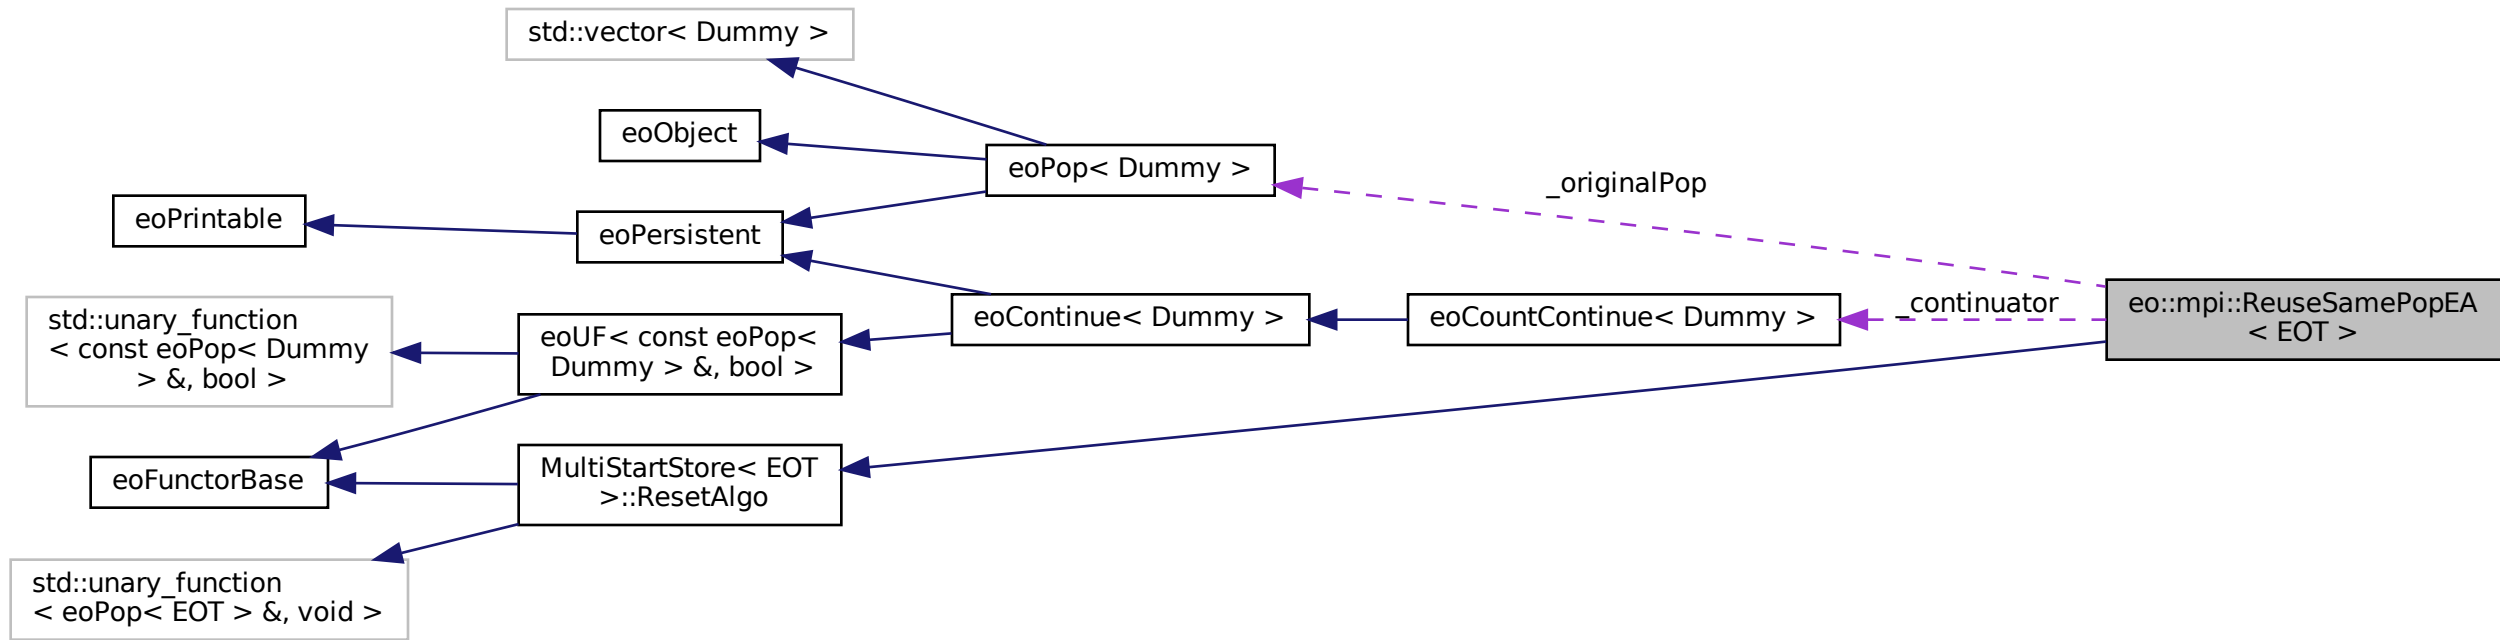 std::vector< Dummy >
eoObject
eoPop< Dummy >
_originalPop
eoPrintable
eoPersistent
std::unary_function
< const eoPop< Dummy
> &, bool >
eoUF< const eoPop<
Dummy > &, bool >
eoContinue< Dummy >
eoCountContinue< Dummy >
_continuator
eo::mpi::ReuseSamePopEA
< EOT >
eoFunctorBase
MultiStartStore< EOT
>::ResetAlgo
std::unary_function
< eoPop< EOT > &, void >